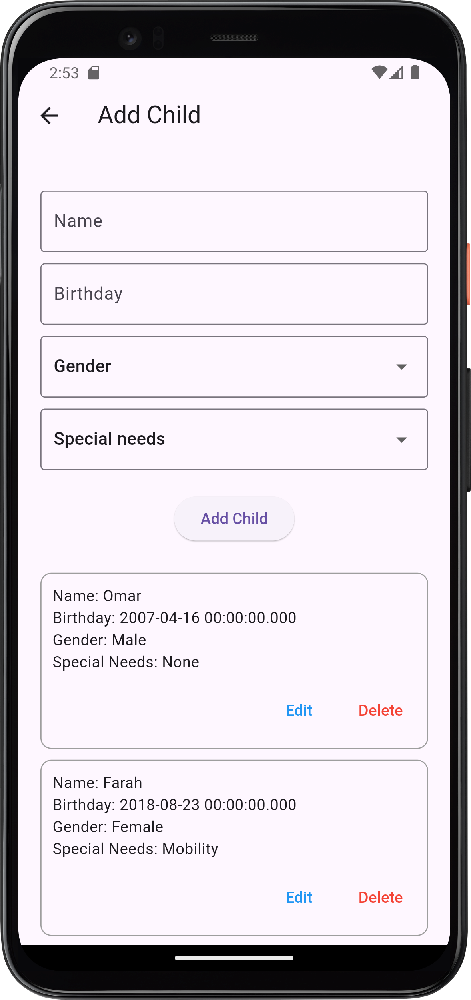 2:53
Add Child
Name
Birthday
Gender
Special needs
Add Child
Name: Omar
Birthday: 2007-04-16 00:00:00.000
Gender: Male
Special Needs: None
Edit Delete
Name: Farah
Birthday: 2018-08-23 00:00:00.000
Gender: Female
Special Needs: Mobility
Edit Delete